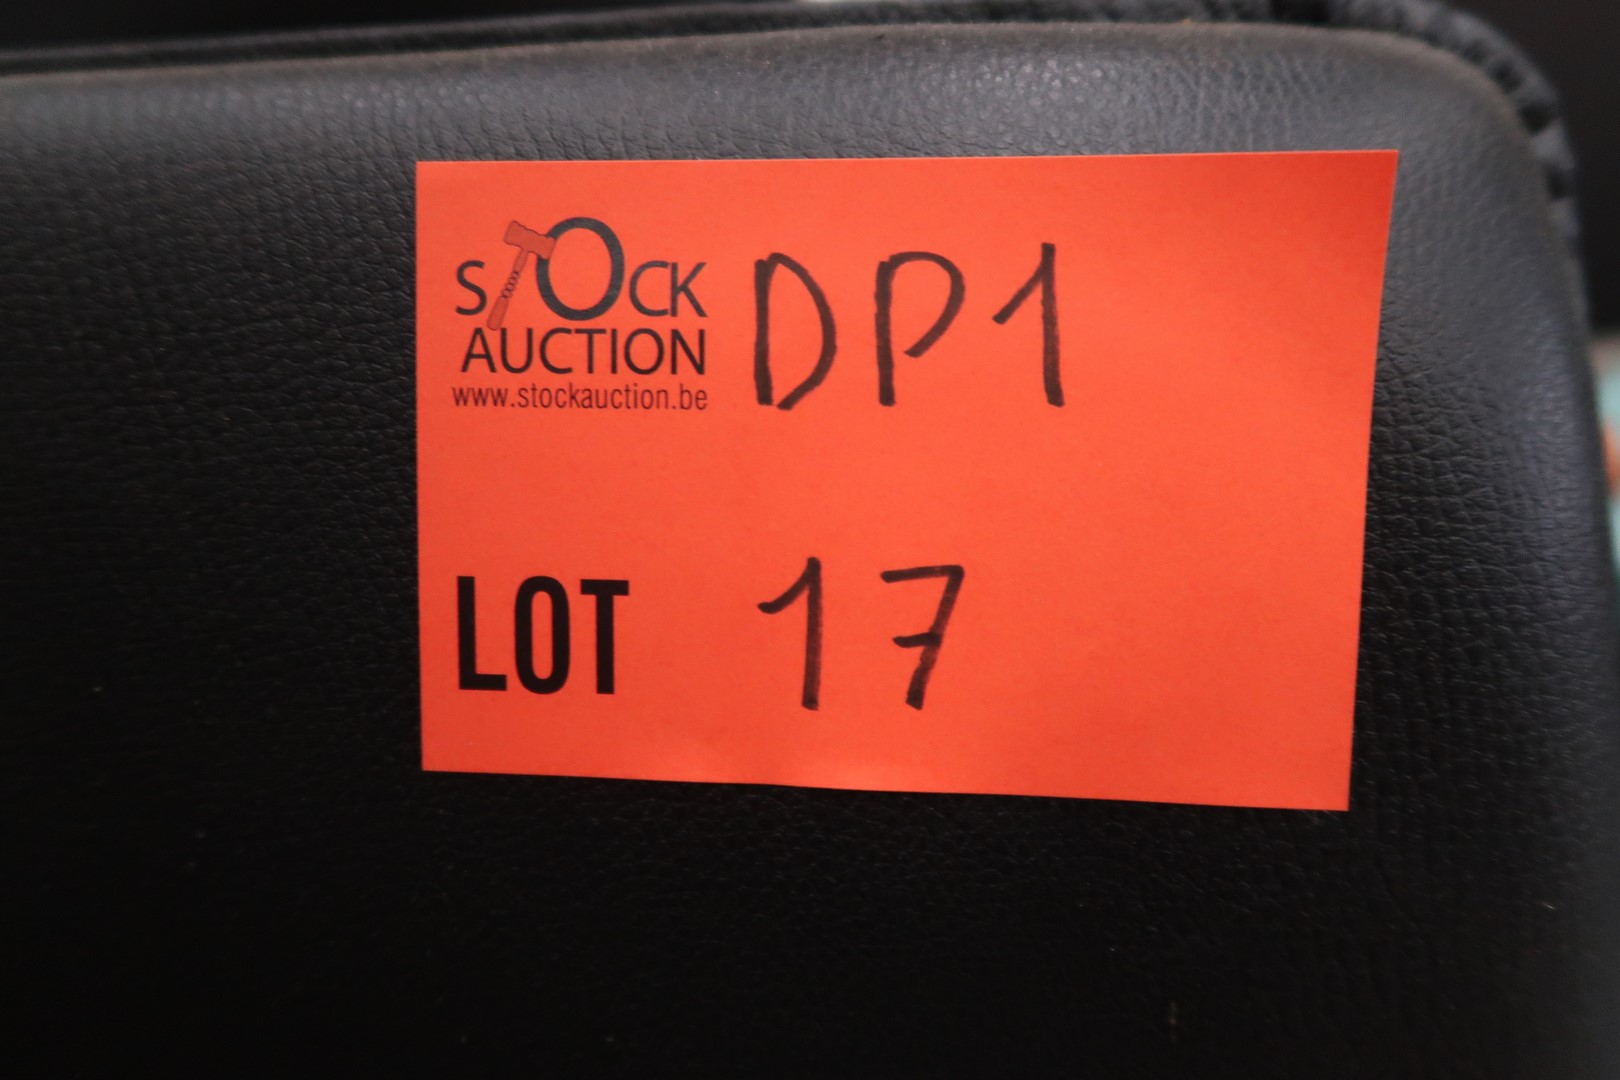 STOCK DP1
AUCTION
www.stockauction.be
LOT 17